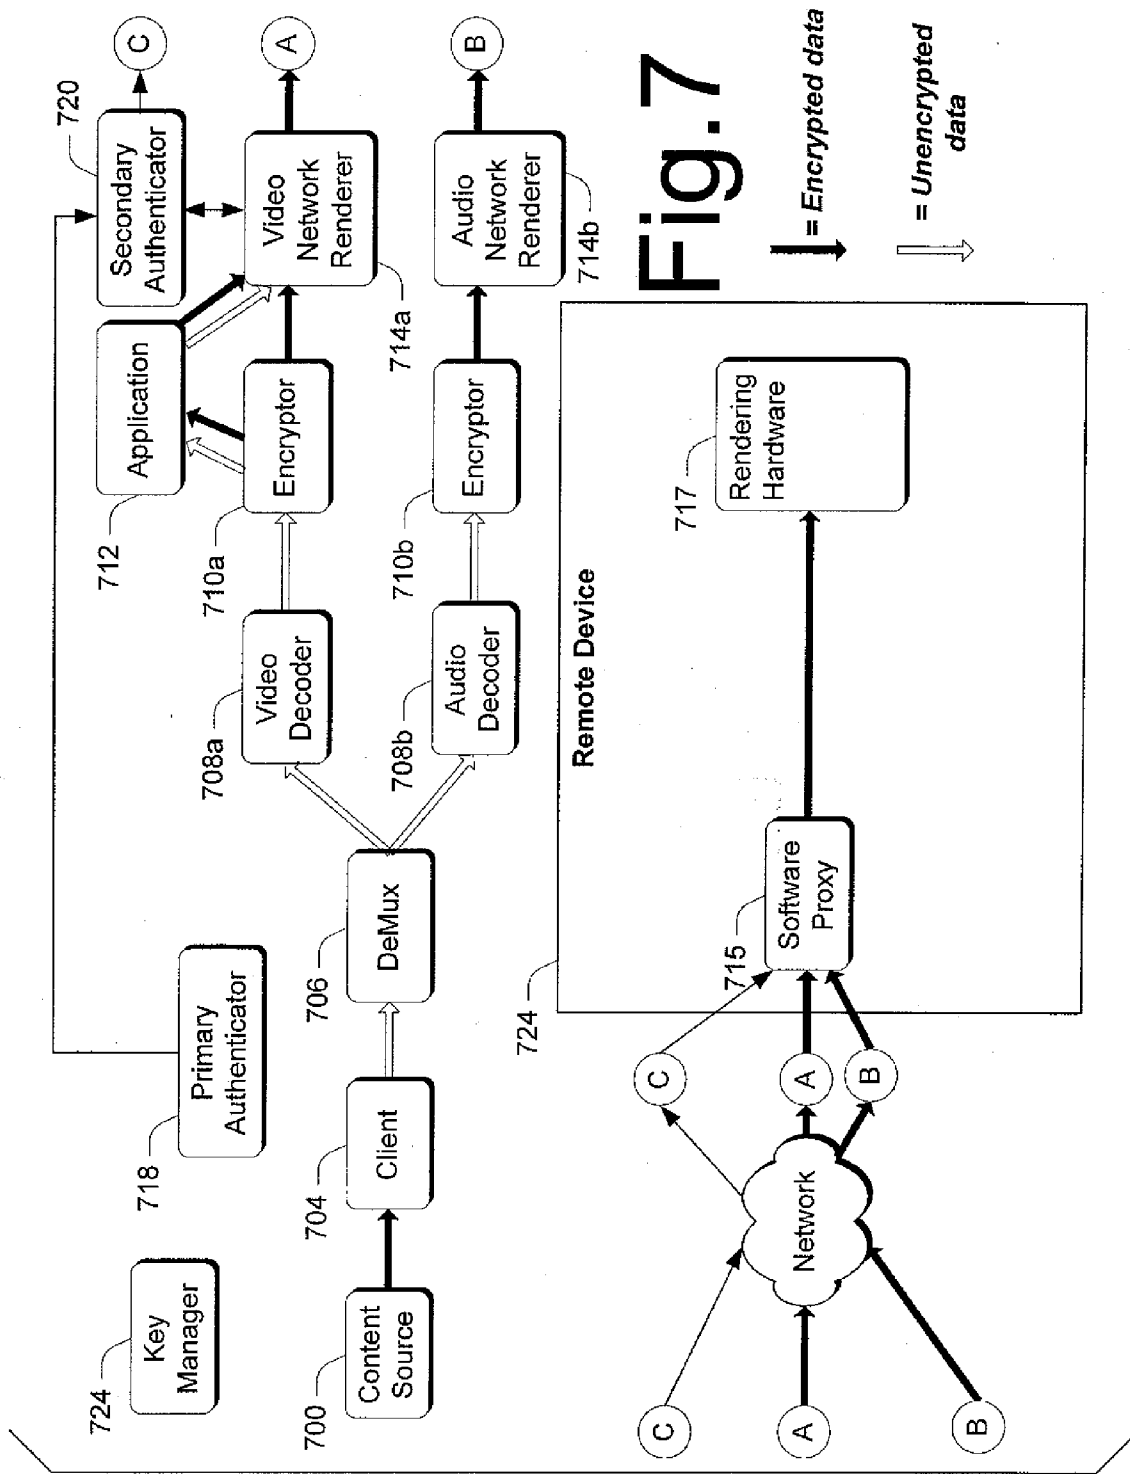 724
Key
Manager
718
Primary
Authenticator
720
Secondary
Authenticator
C
712
Application
700
Content
Source
704
Client
706
DeMux
708a
Video
Decoder
710a
Encryptor
714a
Video
Network
Renderer
A
708b
Audio
Decoder
710b
Encryptor
714b
Audio
Network
Renderer
B
C
A
B
Network
C
A
B
724
Remote Device
715
Software
Proxy
717
Rendering
Hardware
Fig.7
= Encrypted data
= Unencrypted
data